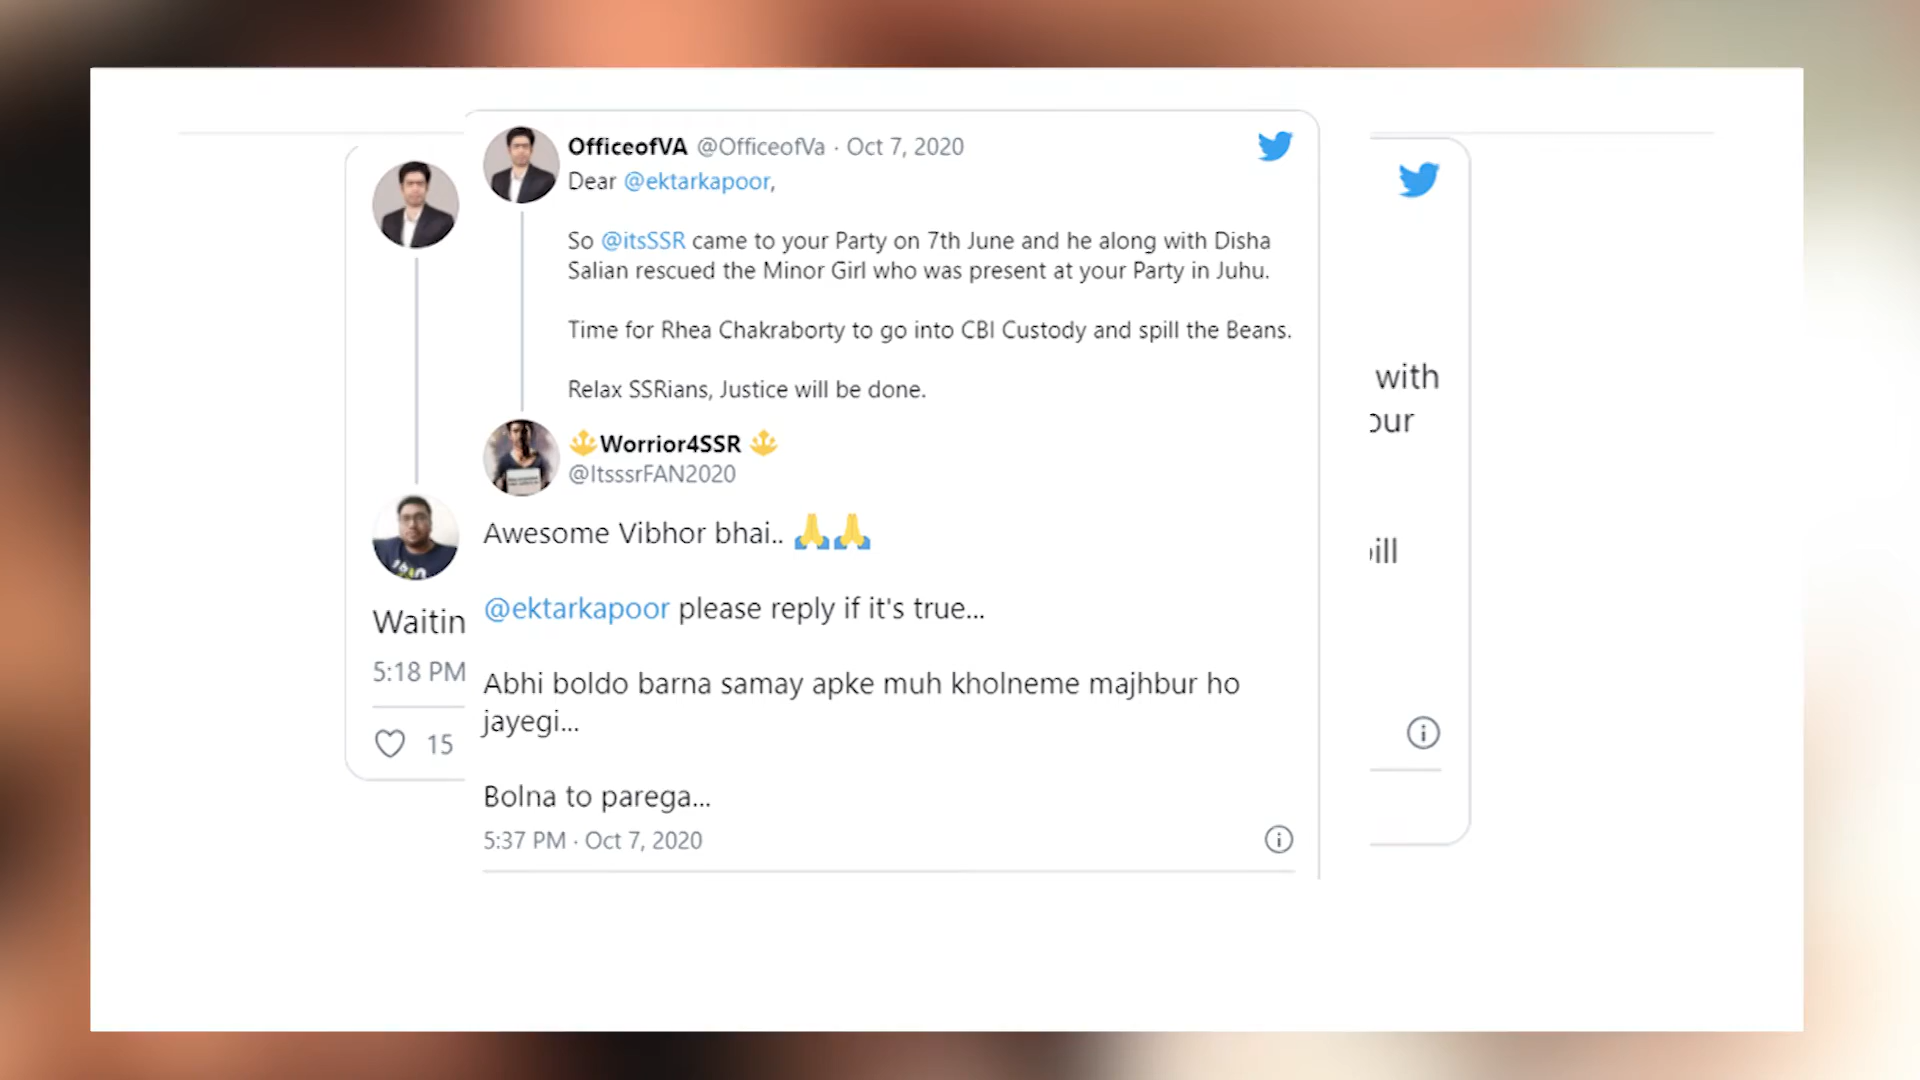 OfficeofVA @OfficeofVa · Oct 7, 2020
Dear @ektarkapoor,
So @itsSSR came to your Party on 7th June and he along with Disha
Salian rescued the Minor Girl who was present at your Party in Juhu.
Time for Rhea Chakraborty to go into CBI Custody and spill the Beans.
Relax SSRians, Justice will be done.
Worrior4SSR
@ItsssrFAN2020
Awesome Vibhor bhai.. 🙏🙏
@ektarkapoor please reply if it's true...
Abhi boldo barna samay apke muh kholneme majhbur ho
jayegi...
Bolna to parega...
5:37 PM · Oct 7, 2020
Waitin
5:18 PM
15
with
our
ill